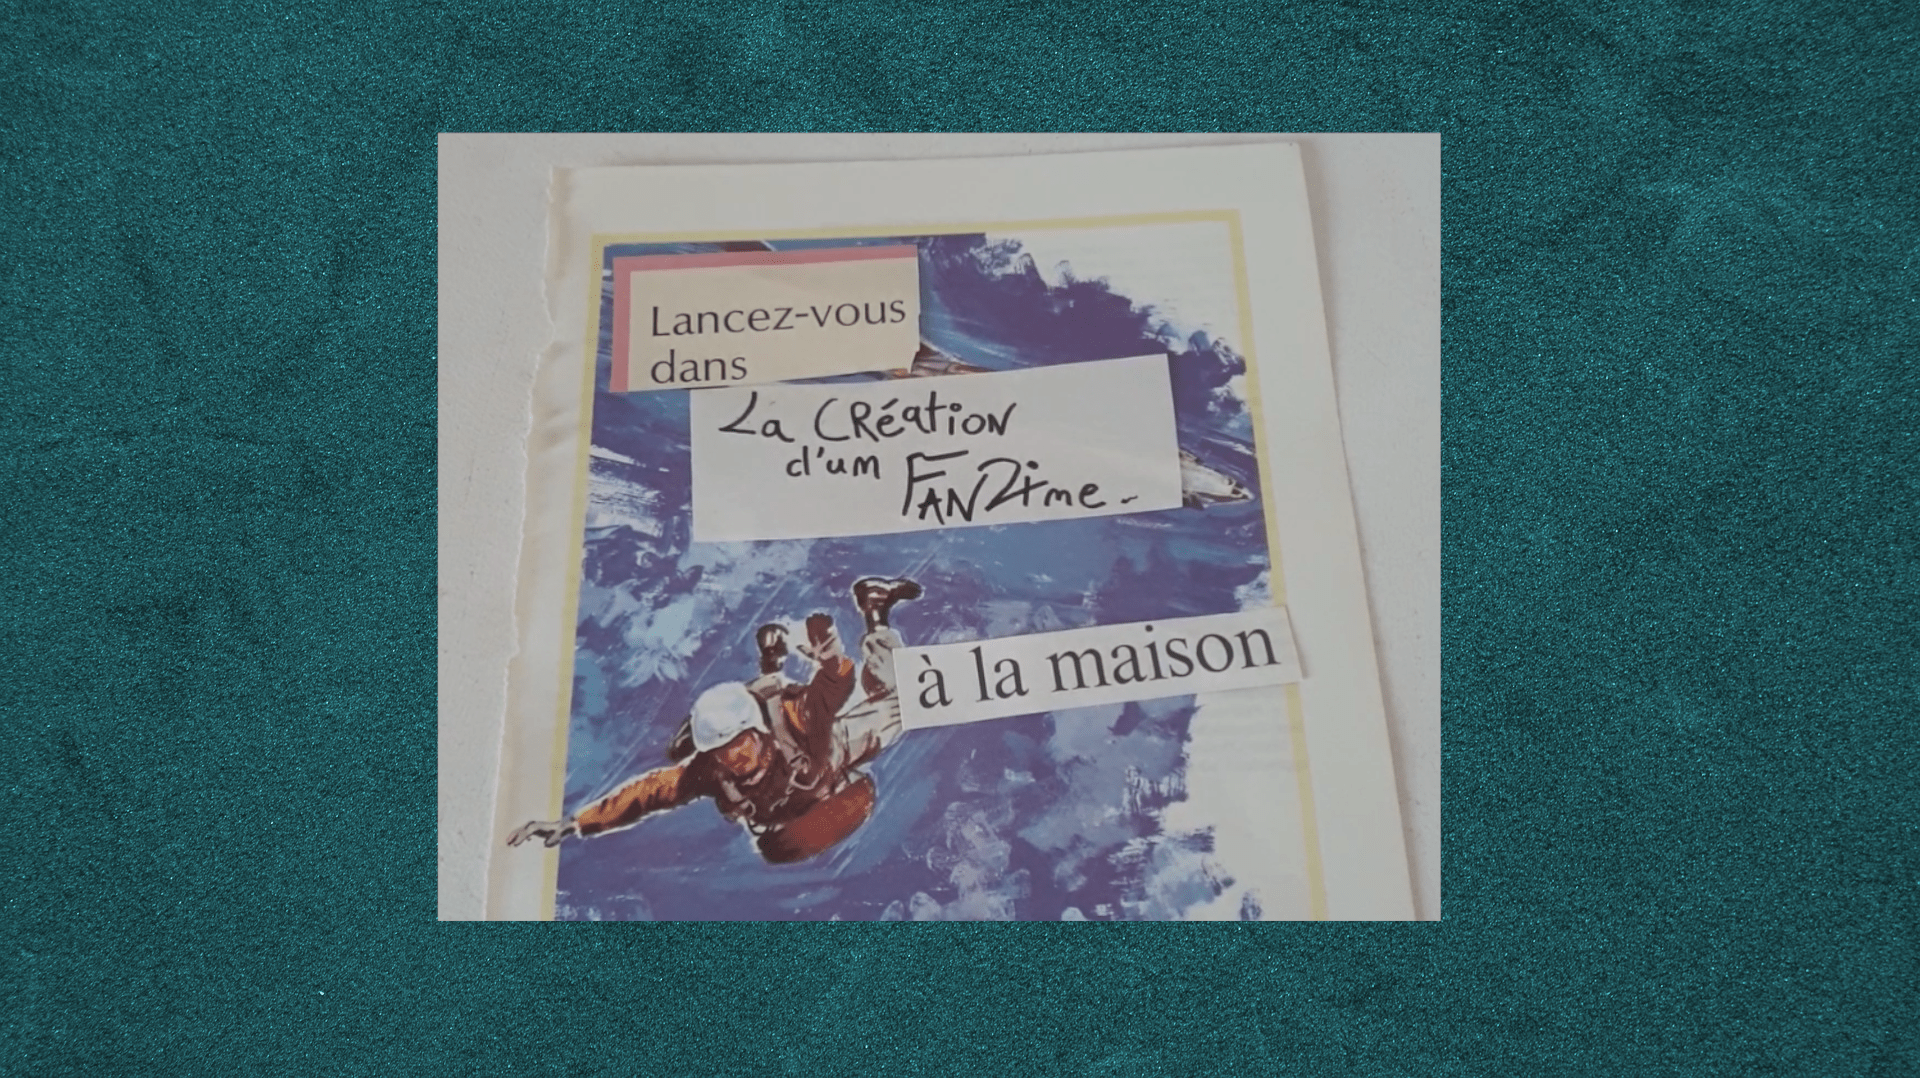 Lancez-vous
dans
La CRéation
d'um
FANZime.
à la maison